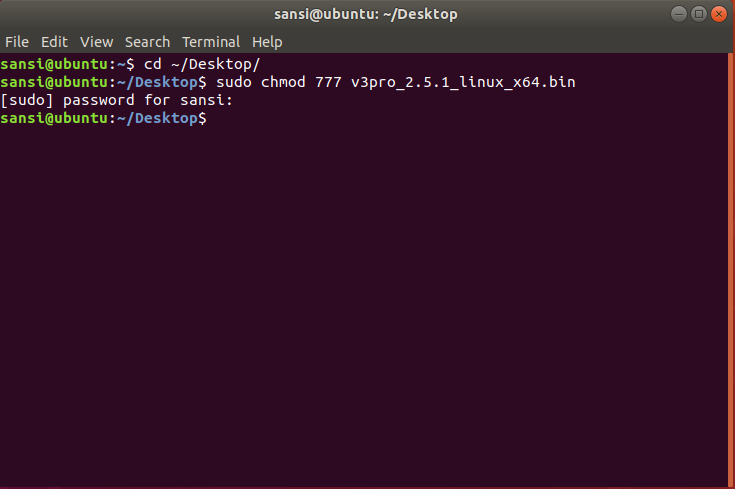 sansi@ubuntu: ~/Desktop
File Edit View Search Terminal Help
sansi@ubuntu:~$ cd ~/Desktop/
sansi@ubuntu:~/Desktop$ sudo chmod 777 v3pro_2.5.1_linux_x64.bin
[sudo] password for sansi:
sansi@ubuntu:~/Desktop$